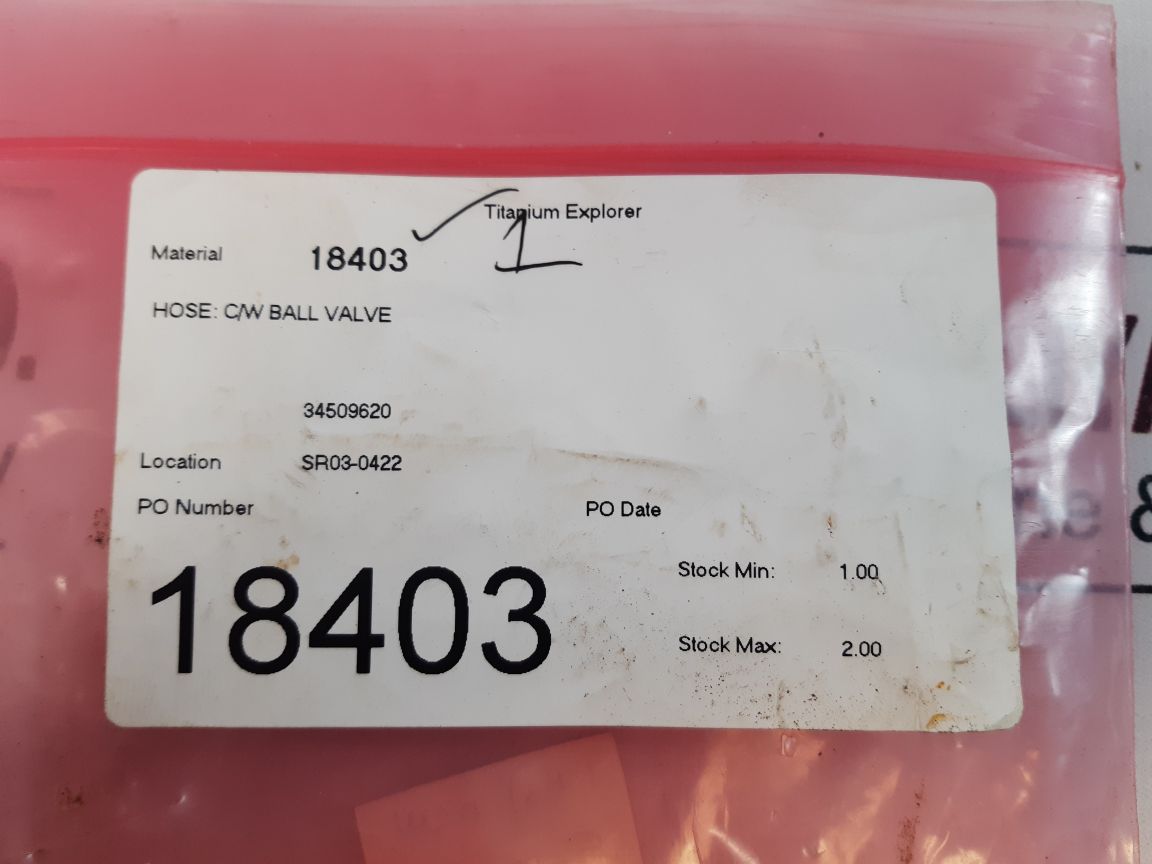 Titanium Explorer
Material 18403 1
HOSE: C/W BALL VALVE
34509620
Location SR03-0422
PO Number PO Date
18403
Stock Min: 1.00
Stock Max: 2.00
&